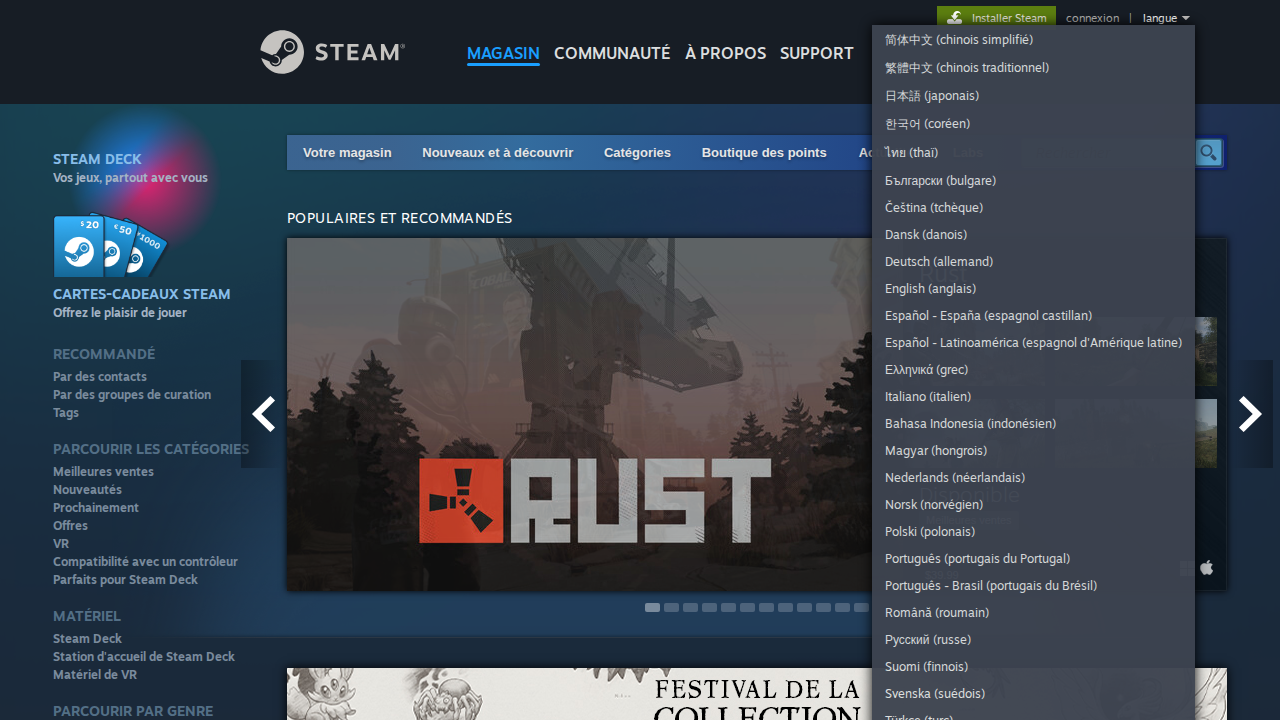 Installer Steam
connexion | langue
STEAM®
MAGASIN COMMUNAUTÉ À PROPOS SUPPORT
简体中文 (chinois simplifié)
繁體中文 (chinois traditionnel)
日本語 (japonais)
한국어 (coréen)
ไทย (thaï)
Български (bulgare)
Čeština (tchèque)
Dansk (danois)
Deutsch (allemand)
English (anglais)
Español - España (espagnol castillan)
Español - Latinoamérica (espagnol d'Amérique latine)
Ελληνικά (grec)
Italiano (italien)
Bahasa Indonesia (indonésien)
Magyar (hongrois)
Nederlands (néerlandais)
Norsk (norvégien)
Polski (polonais)
Português (portugais du Portugal)
Português - Brasil (portugais du Brésil)
Română (roumain)
Русский (russe)
Suomi (finnois)
Svenska (suédois)
Türkçe (turc)
Votre magasin Nouveaux et à découvrir Catégories Boutique des points
STEAM DECK
Vos jeux, partout avec vous
$20 €50 ¥1000
CARTES-CADEAUX STEAM
Offrez le plaisir de jouer
RECOMMANDÉ
Par des contacts
Par des groupes de curation
Tags
PARCOURIR LES CATÉGORIES
Meilleures ventes
Nouveautés
Prochainement
Offres
VR
Compatibilité avec un contrôleur
Parfaits pour Steam Deck
MATÉRIEL
Steam Deck
Station d'accueil de Steam Deck
Matériel de VR
PARCOURIR PAR GENRE
POPULAIRES ET RECOMMANDÉS
RUST
Rust
Disponible
FESTIVAL DE LA
COLLECTION